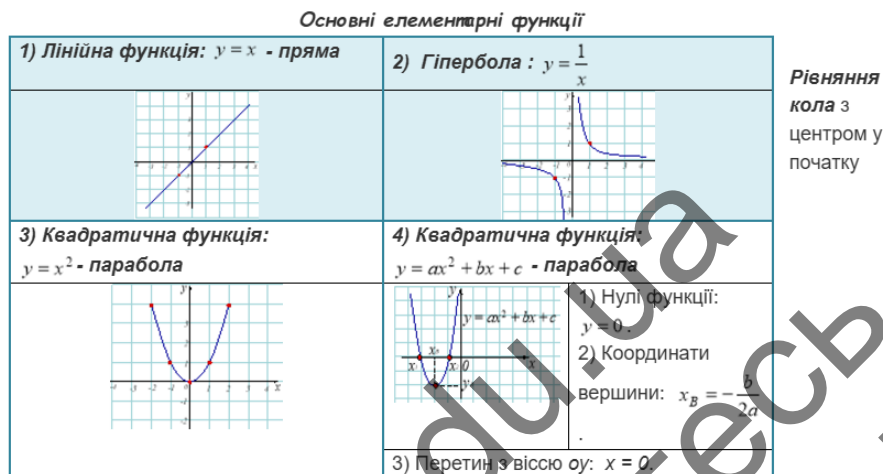 Основні елементарні функції
1) Лінійна функція: y = x - пряма
2) Гіпербола : y = 1/x
3) Квадратична функція:
y = x² - парабола
4) Квадратична функція:
y = ax² + bx + c - парабола
y = ax² + bx + c
1) Нулі функції:
y = 0 .
2) Координати
вершини: x_B = - b/2a
.
3) Перетин з віссю оу: x = 0.
Рівняння
кола з
центром у
початку
du.ua